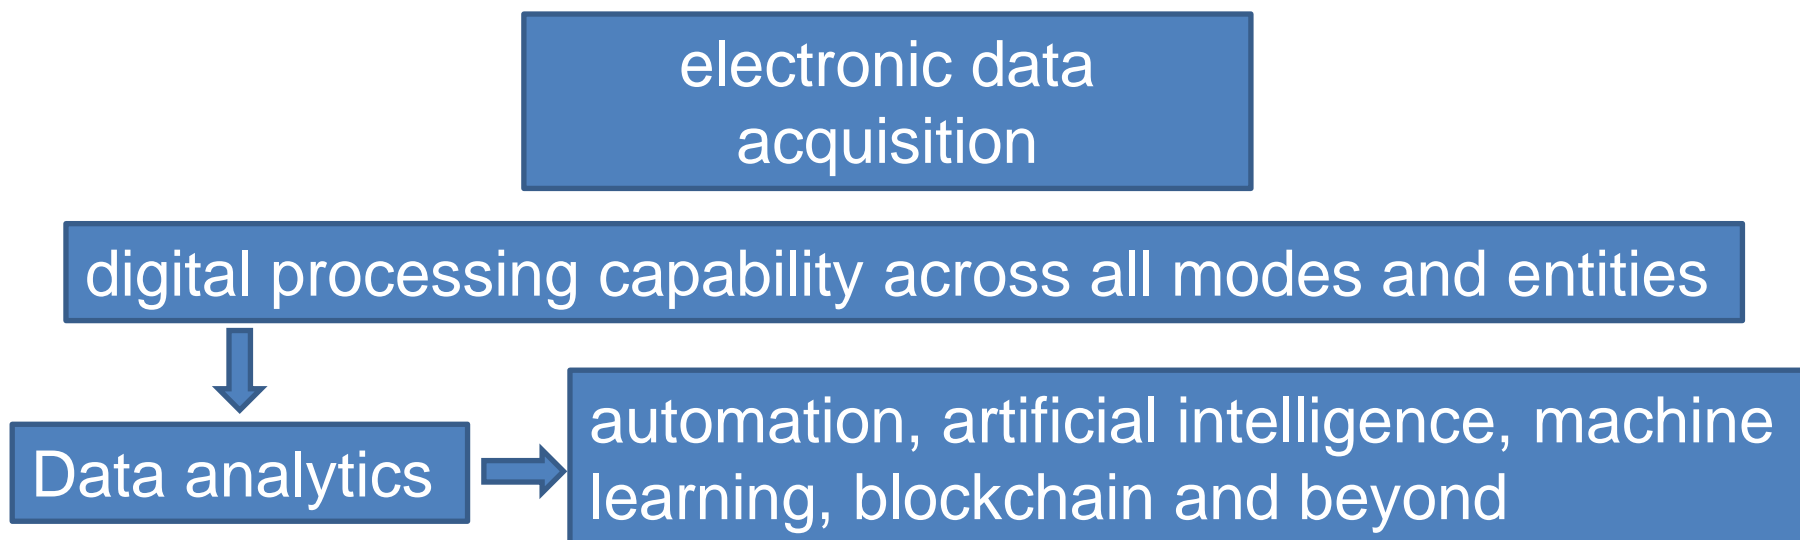 electronic data
acquisition
digital processing capability across all modes and entities
Data analytics
automation, artificial intelligence, machine
learning, blockchain and beyond